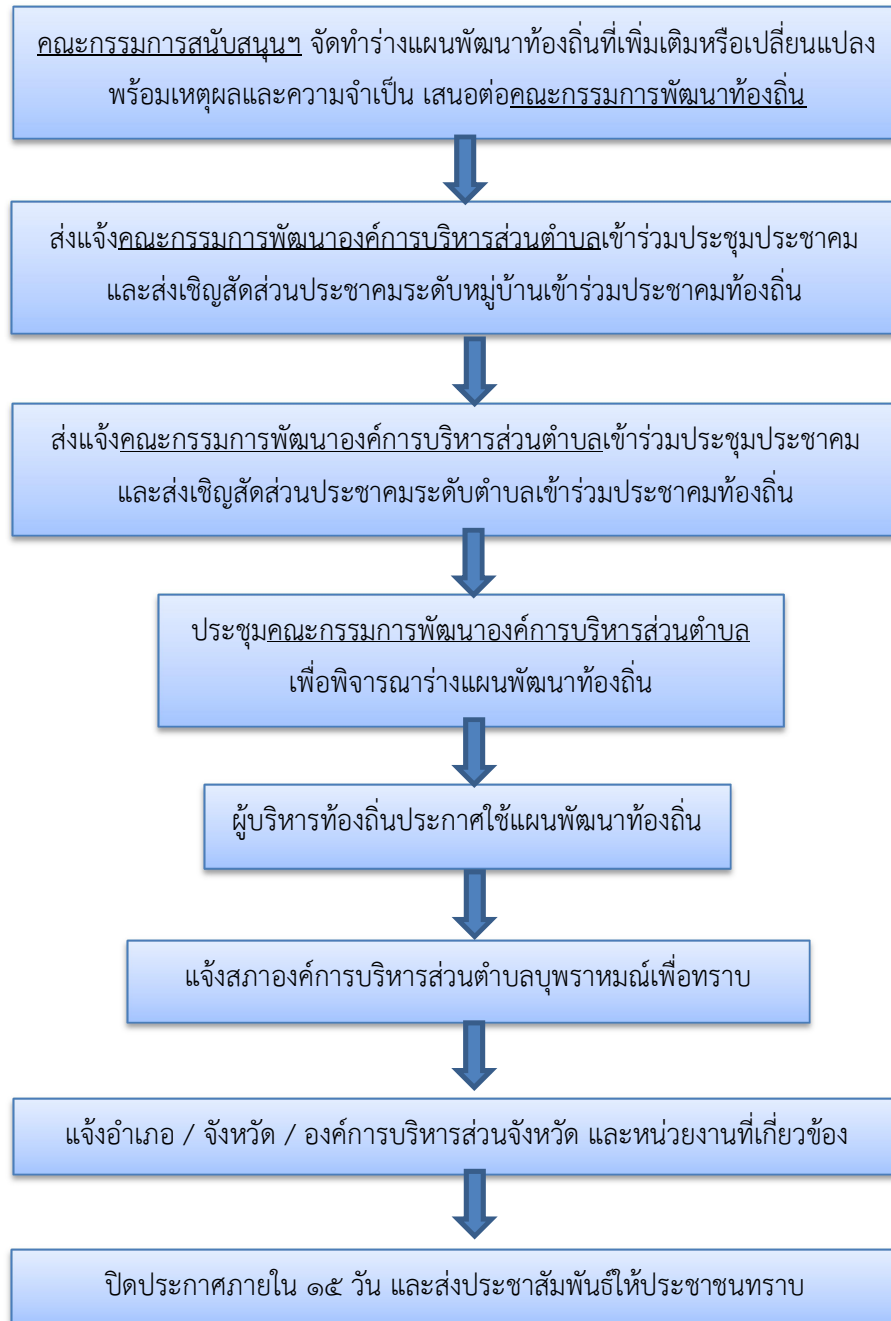 คณะกรรมการสนับสนุนฯ จัดทำร่างแผนพัฒนาท้องถิ่นที่เพิ่มเติมหรือเปลี่ยนแปลง
พร้อมเหตุผลและความจำเป็น เสนอต่อคณะกรรมการพัฒนาท้องถิ่น
ส่งแจ้งคณะกรรมการพัฒนาองค์การบริหารส่วนตำบลเข้าร่วมประชุมประชาคม
และส่งเชิญสัดส่วนประชาคมระดับหมู่บ้านเข้าร่วมประชาคมท้องถิ่น
ส่งแจ้งคณะกรรมการพัฒนาองค์การบริหารส่วนตำบลเข้าร่วมประชุมประชาคม
และส่งเชิญสัดส่วนประชาคมระดับตำบลเข้าร่วมประชาคมท้องถิ่น
ประชุมคณะกรรมการพัฒนาองค์การบริหารส่วนตำบล
เพื่อพิจารณาร่างแผนพัฒนาท้องถิ่น
ผู้บริหารท้องถิ่นประกาศใช้แผนพัฒนาท้องถิ่น
แจ้งสภาองค์การบริหารส่วนตำบลบุพราหมณ์เพื่อทราบ
แจ้งอำเภอ / จังหวัด / องค์การบริหารส่วนจังหวัด และหน่วยงานที่เกี่ยวข้อง
ปิดประกาศภายใน ๑๕ วัน และส่งประชาสัมพันธ์ให้ประชาชนทราบ